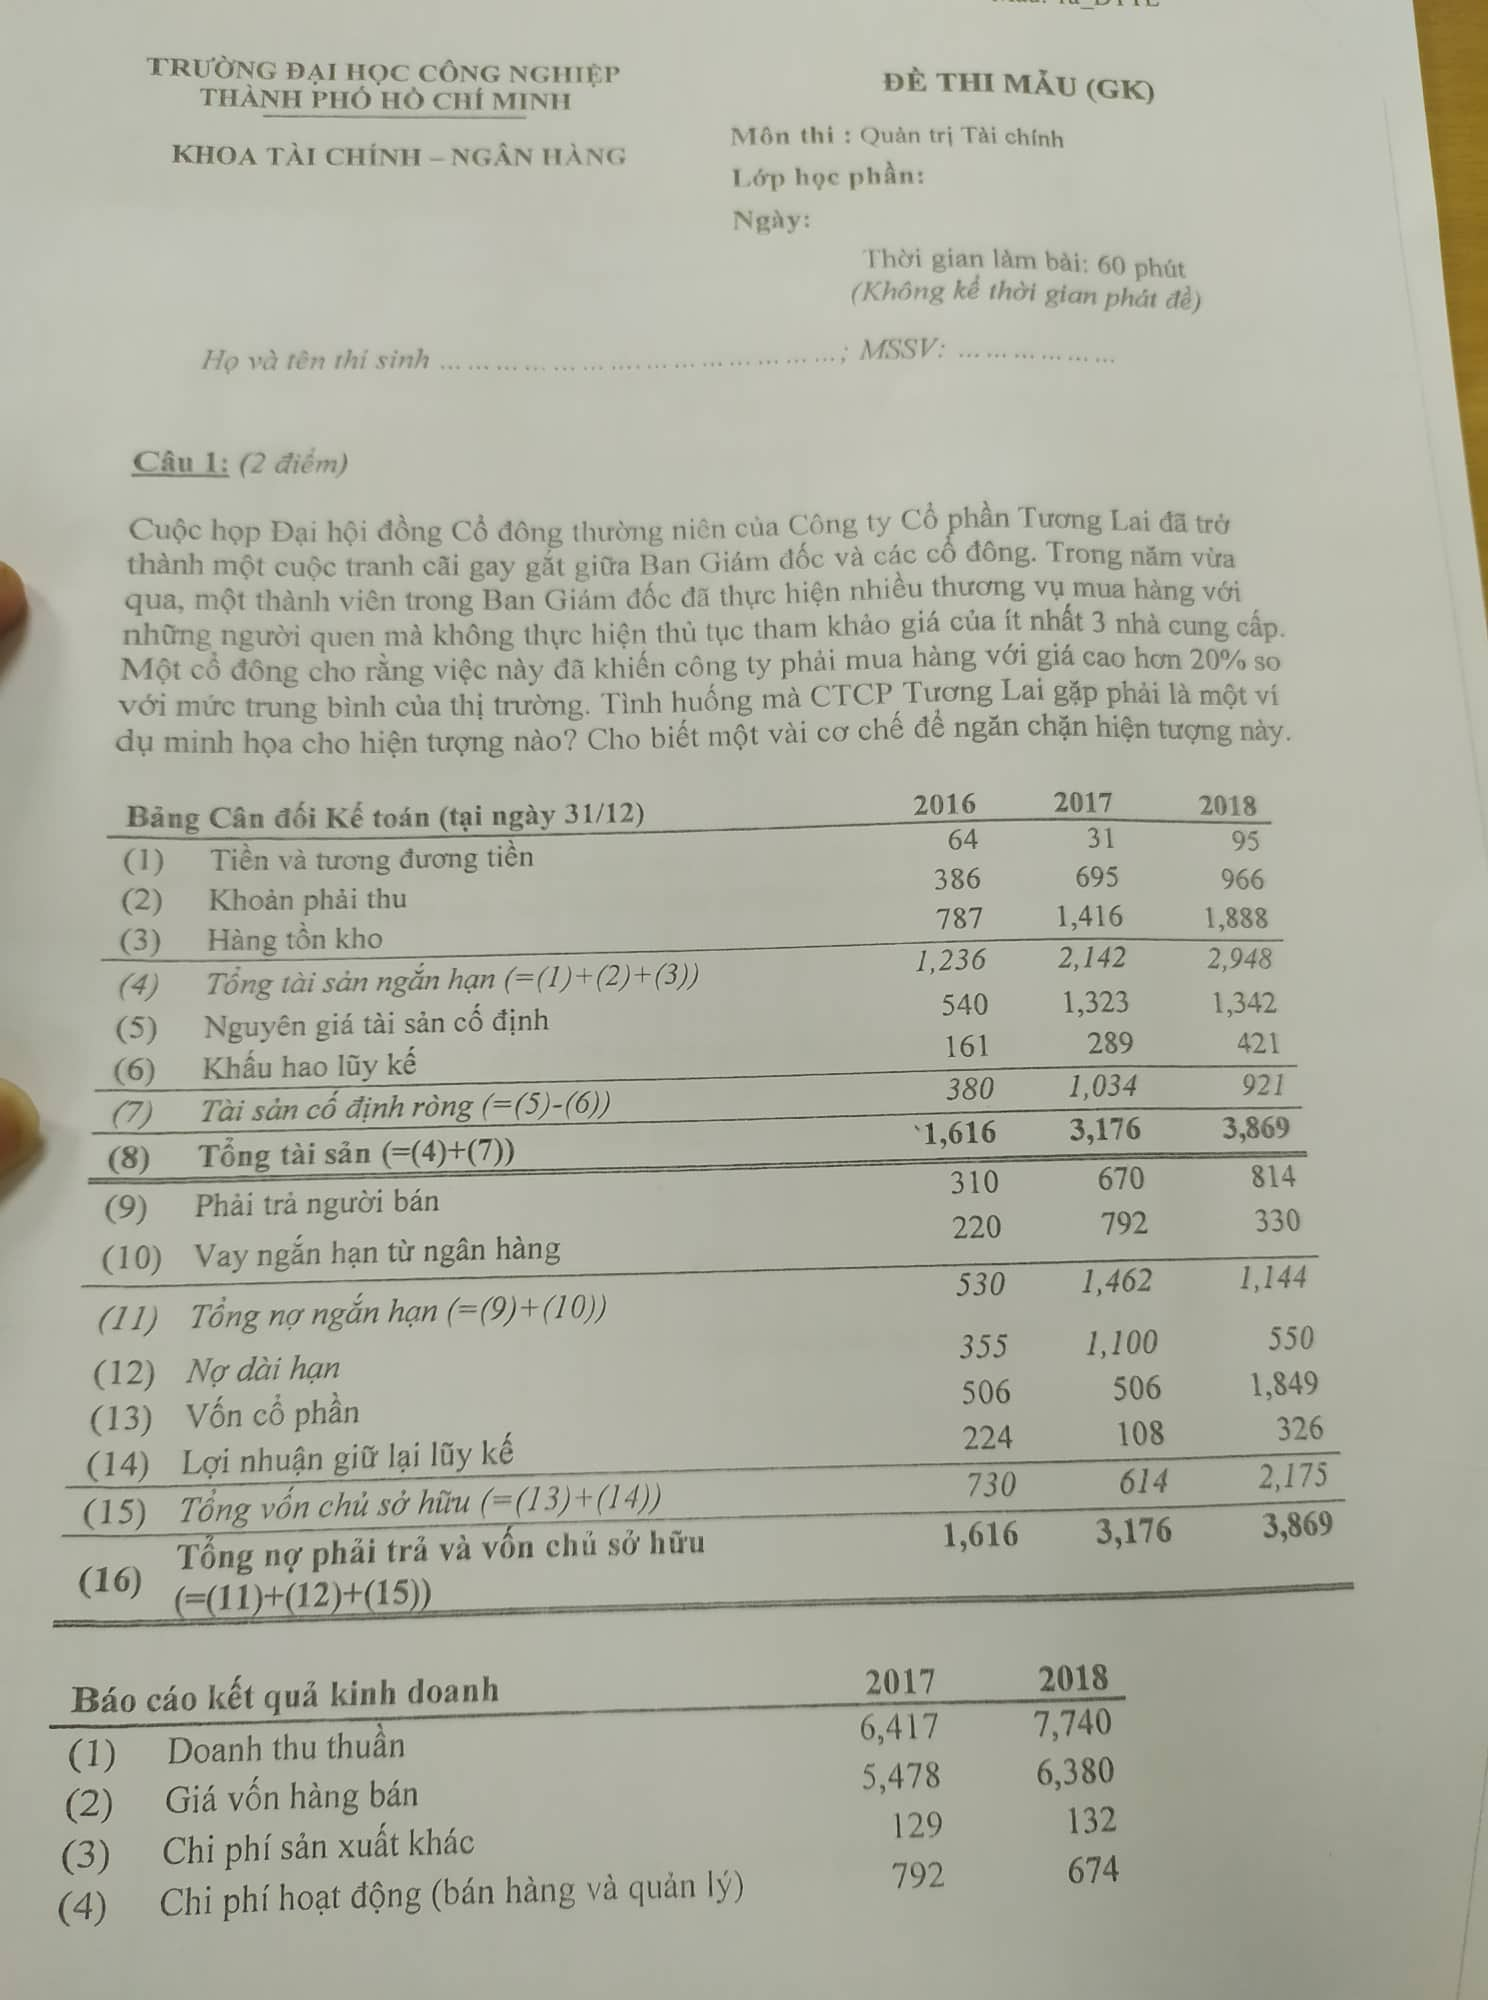 TRƯỜNG ĐẠI HỌC CÔNG NGHIỆP
THÀNH PHỐ HỒ CHÍ MINH
KHOA TÀI CHÍNH – NGÂN HÀNG
ĐỀ THI MẪU (GK)
Môn thi : Quản trị Tài chính
Lớp học phần:
Ngày:
Thời gian làm bài: 60 phút
(Không kể thời gian phát đề)
Họ và tên thí sinh ... ... ... ... ... ... ... ... ... ... ... ... ... ...; MSSV: ... ... ... ... ... ...
Câu 1: (2 điểm)
Cuộc họp Đại hội đồng Cổ đông thường niên của Công ty Cổ phần Tương Lai đã trở
thành một cuộc tranh cãi gay gắt giữa Ban Giám đốc và các cổ đông. Trong năm vừa
qua, một thành viên trong Ban Giám đốc đã thực hiện nhiều thương vụ mua hàng với
những người quen mà không thực hiện thủ tục tham khảo giá của ít nhất 3 nhà cung cấp.
Một cổ đông cho rằng việc này đã khiến công ty phải mua hàng với giá cao hơn 20% so
với mức trung bình của thị trường. Tình huống mà CTCP Tương Lai gặp phải là một ví
dụ minh họa cho hiện tượng nào? Cho biết một vài cơ chế để ngăn chặn hiện tượng này.
Bảng Cân đối Kế toán (tại ngày 31/12) 2016 2017 2018
(1) Tiền và tương đương tiền 64 31 95
(2) Khoản phải thu 386 695 966
(3) Hàng tồn kho 787 1,416 1,888
(4) Tổng tài sản ngắn hạn (=(1)+(2)+(3)) 1,236 2,142 2,948
(5) Nguyên giá tài sản cố định 540 1,323 1,342
(6) Khấu hao lũy kế 161 289 421
(7) Tài sản cố định ròng (=(5)-(6)) 380 1,034 921
(8) Tổng tài sản (=(4)+(7)) 1,616 3,176 3,869
(9) Phải trả người bán 310 670 814
(10) Vay ngắn hạn từ ngân hàng 220 792 330
(11) Tổng nợ ngắn hạn (=(9)+(10)) 530 1,462 1,144
(12) Nợ dài hạn 355 1,100 550
(13) Vốn cổ phần 506 506 1,849
(14) Lợi nhuận giữ lại lũy kế 224 108 326
(15) Tổng vốn chủ sở hữu (=(13)+(14)) 730 614 2,175
(16) Tổng nợ phải trả và vốn chủ sở hữu 1,616 3,176 3,869
(=(11)+(12)+(15))
Báo cáo kết quả kinh doanh 2017 2018
(1) Doanh thu thuần 6,417 7,740
(2) Giá vốn hàng bán 5,478 6,380
(3) Chi phí sản xuất khác 129 132
(4) Chi phí hoạt động (bán hàng và quản lý) 792 674